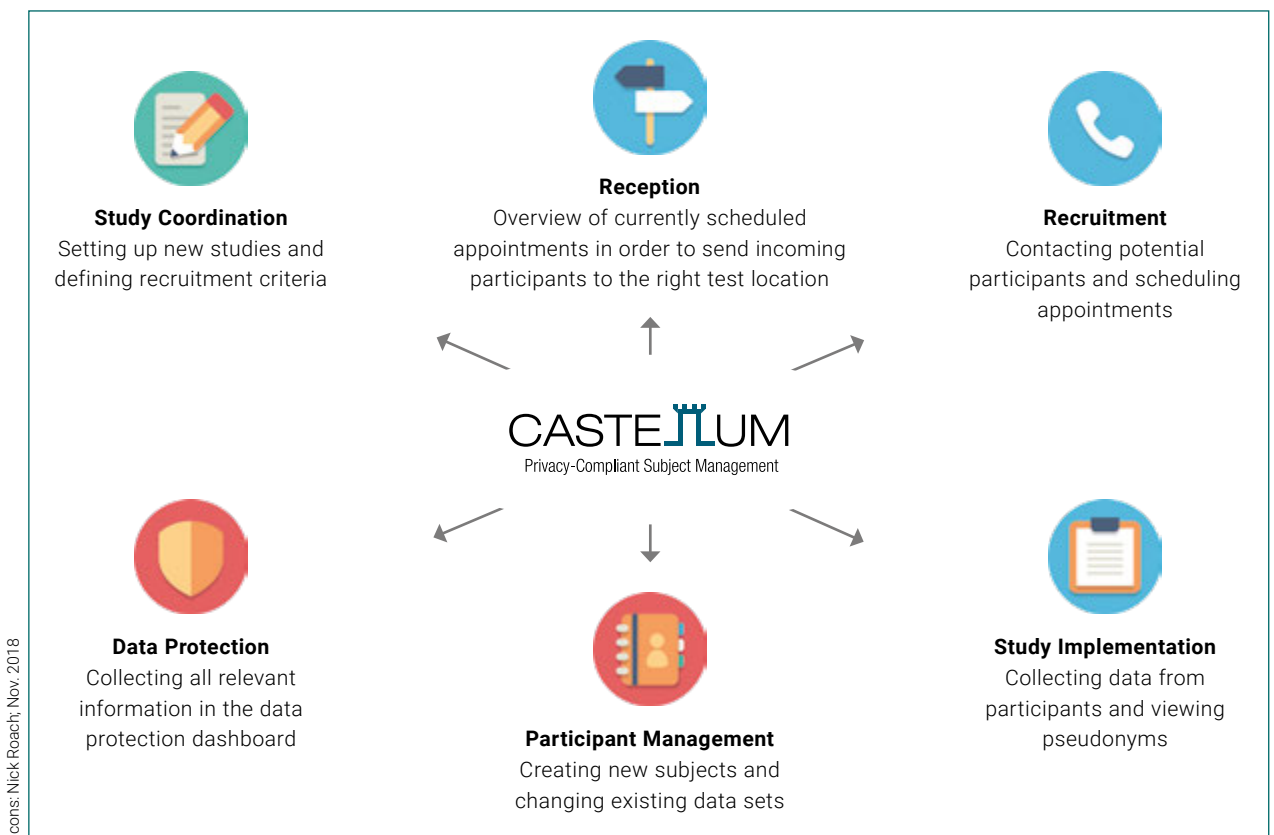 Study Coordination
Setting up new studies and
defining recruitment criteria
Reception
Overview of currently scheduled
appointments in order to send incoming
participants to the right test location
Recruitment
Contacting potential
participants and scheduling
appointments
CASTELLUM
Privacy-Compliant Subject Management
Data Protection
Collecting all relevant
information in the data
protection dashboard
Participant Management
Creating new subjects and
changing existing data sets
Study Implementation
Collecting data from
participants and viewing
pseudonyms
cons: Nick Roach; Nov. 2018